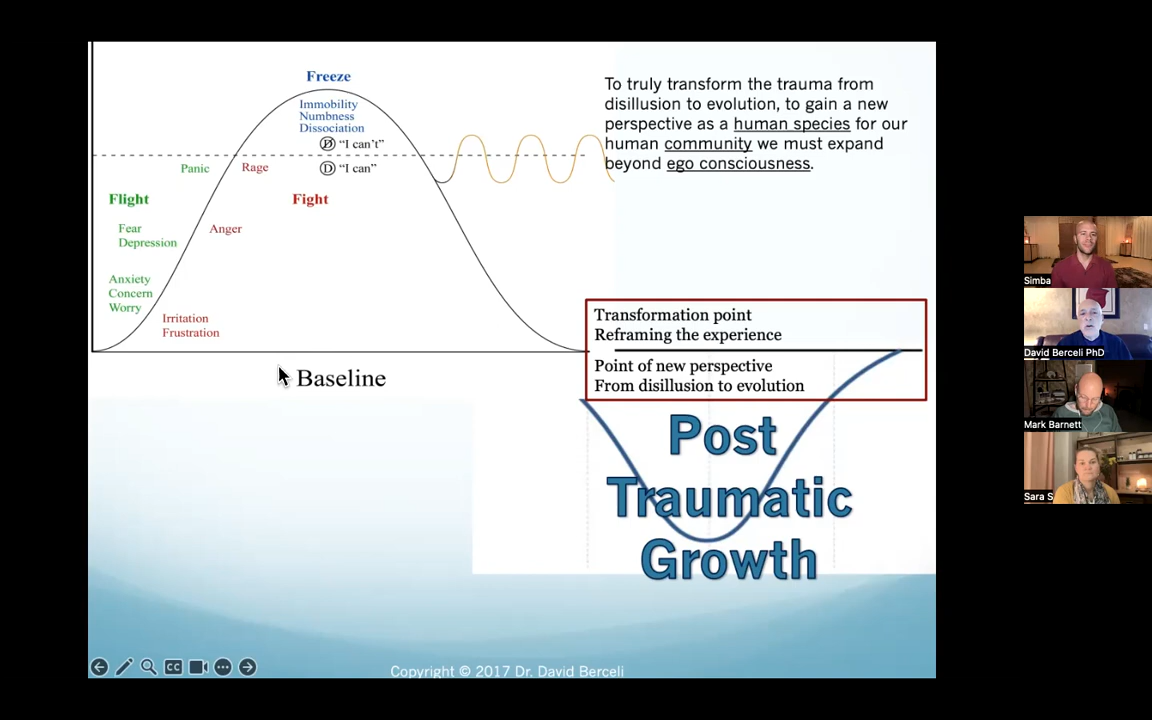 Freeze
Immobility
Numbness
Dissociation
D "I can't"
D "I can"
Panic
Rage
Flight
Fight
Fear
Depression
Anger
Anxiety
Concern
Worry
Irritation
Frustration
Baseline
To truly transform the trauma from
disillusion to evolution, to gain a new
perspective as a human species for our
human community we must expand
beyond ego consciousness.
Transformation point
Reframing the experience
Point of new perspective
From disillusion to evolution
Post
Traumatic
Growth
CC
Copyright © 2017 Dr. David Berceli
Simba
David Berceli PhD
Mark Barnett
Sara S